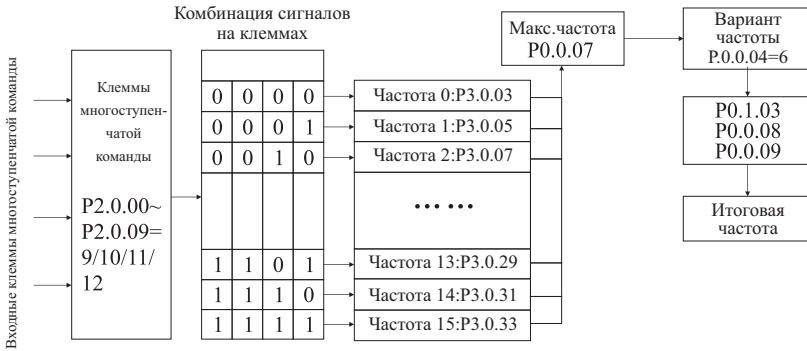 Входные клеммы многоступенчатой команды
Клеммы
многоступен-
чатой
команды
P2.0.00~
P2.0.09=
9/10/11/
12
Комбинация сигналов
на клеммах
0 0 0 0
0 0 0 1
0 0 1 0
1 1 0 1
1 1 1 0
1 1 1 1
Частота 0:P3.0.03
Частота 1:P3.0.05
Частота 2:P3.0.07
•••  •••
Частота 13:P3.0.29
Частота 14:P3.0.31
Частота 15:P3.0.33
Макс.частота
P0.0.07
Вариант
частоты
P.0.0.04=6
P0.1.03
P0.0.08
P0.0.09
Итоговая
частота